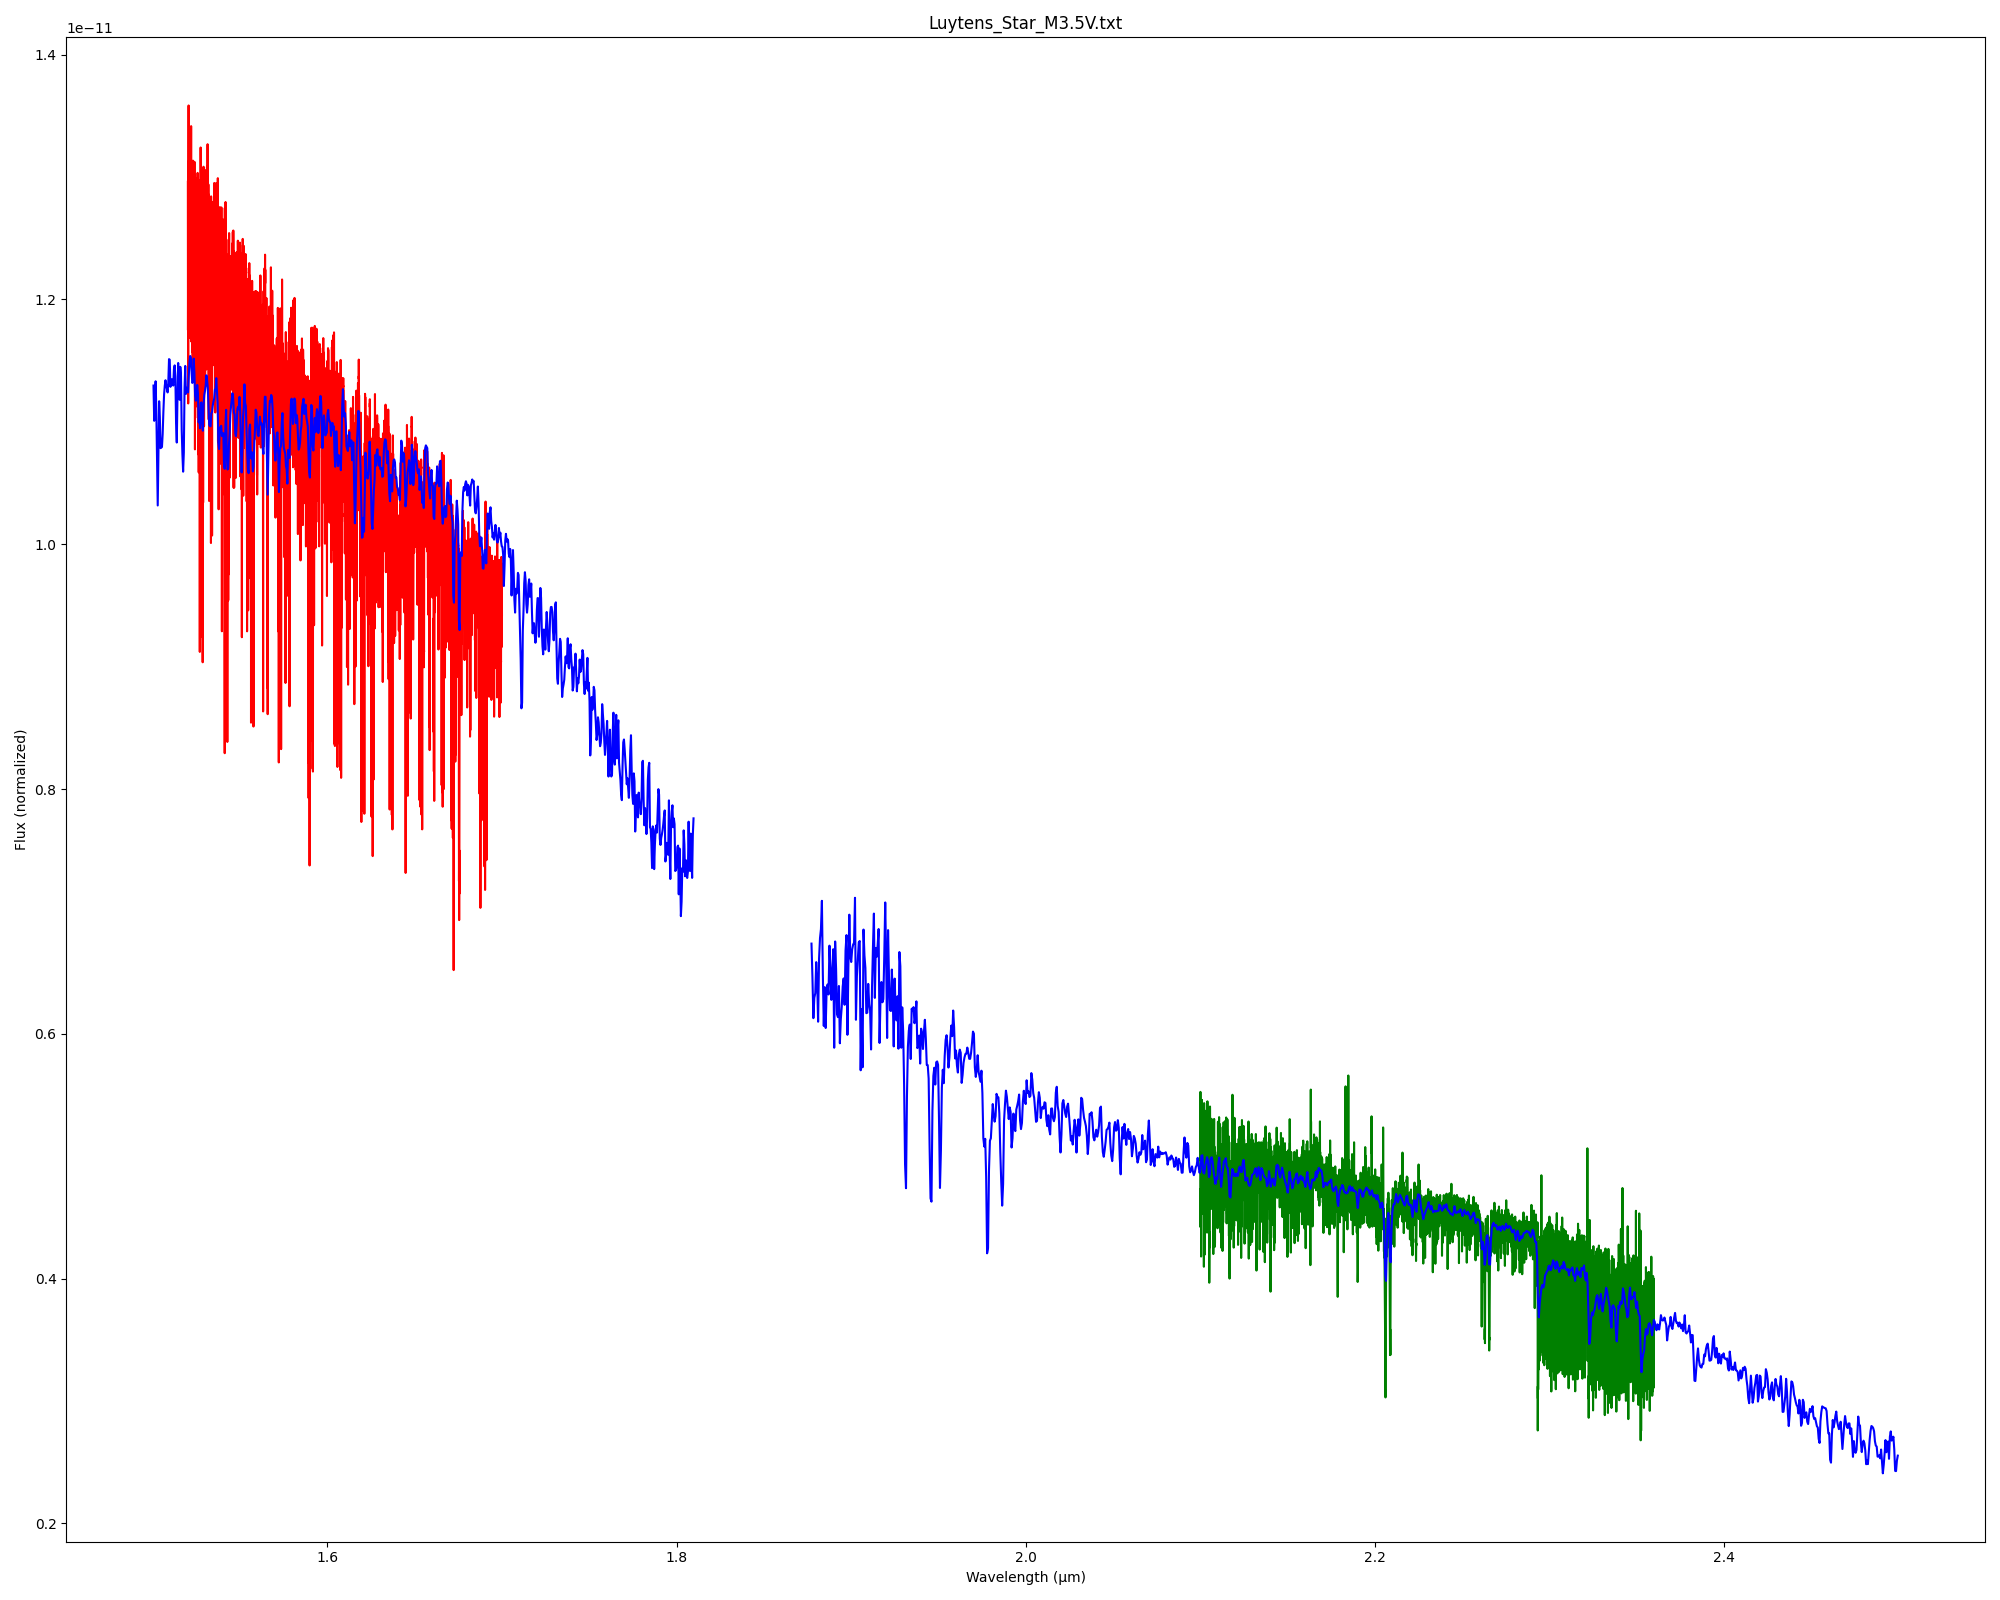 Luytens_Star_M3.5V.txt
1e−11
1.4
1.2
1.0
0.8
0.6
0.4
0.2
Flux (normalized)
1.6 1.8 2.0 2.2 2.4
Wavelength (μm)